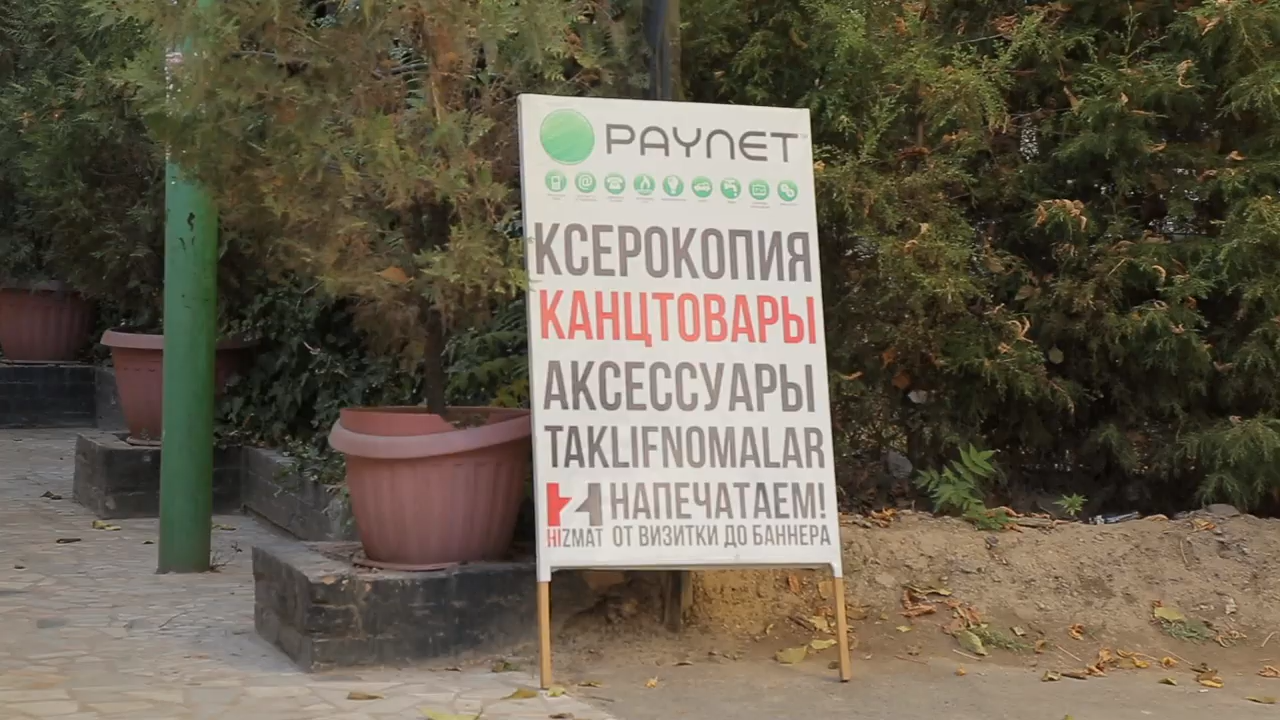 PAYNET
КСЕРОКОПИЯ
КАНЦТОВАРЫ
АКСЕССУАРЫ
TAKLIFNOMALAR
НАПЕЧАТАЕМ!
HIZMAT ОТ ВИЗИТКИ ДО БАННЕРА